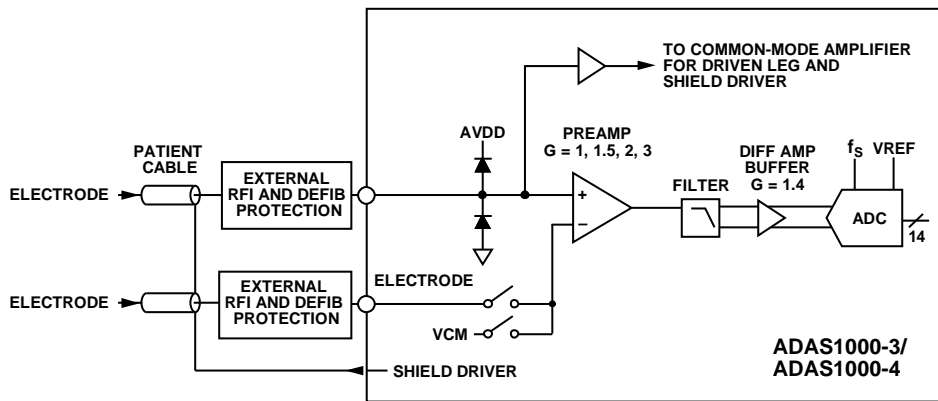 TO COMMON-MODE AMPLIFIER
FOR DRIVEN LEG AND
SHIELD DRIVER
AVDD
PREAMP
G = 1, 1.5, 2, 3
PATIENT
CABLE
DIFF AMP
BUFFER
G = 1.4
fS VREF
ELECTRODE
EXTERNAL
RFI AND DEFIB
PROTECTION
+
–
FILTER
ADC
14
ELECTRODE
ELECTRODE
EXTERNAL
RFI AND DEFIB
PROTECTION
VCM
SHIELD DRIVER
ADAS1000-3/
ADAS1000-4